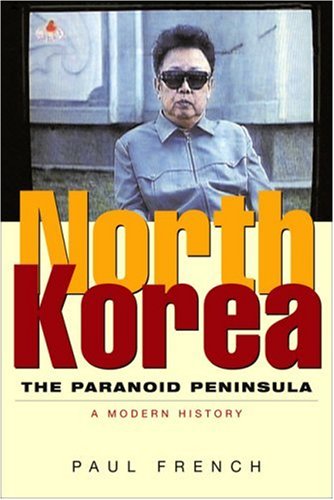 North
Korea
THE PARANOID PENINSULA
A MODERN HISTORY
PAUL FRENCH